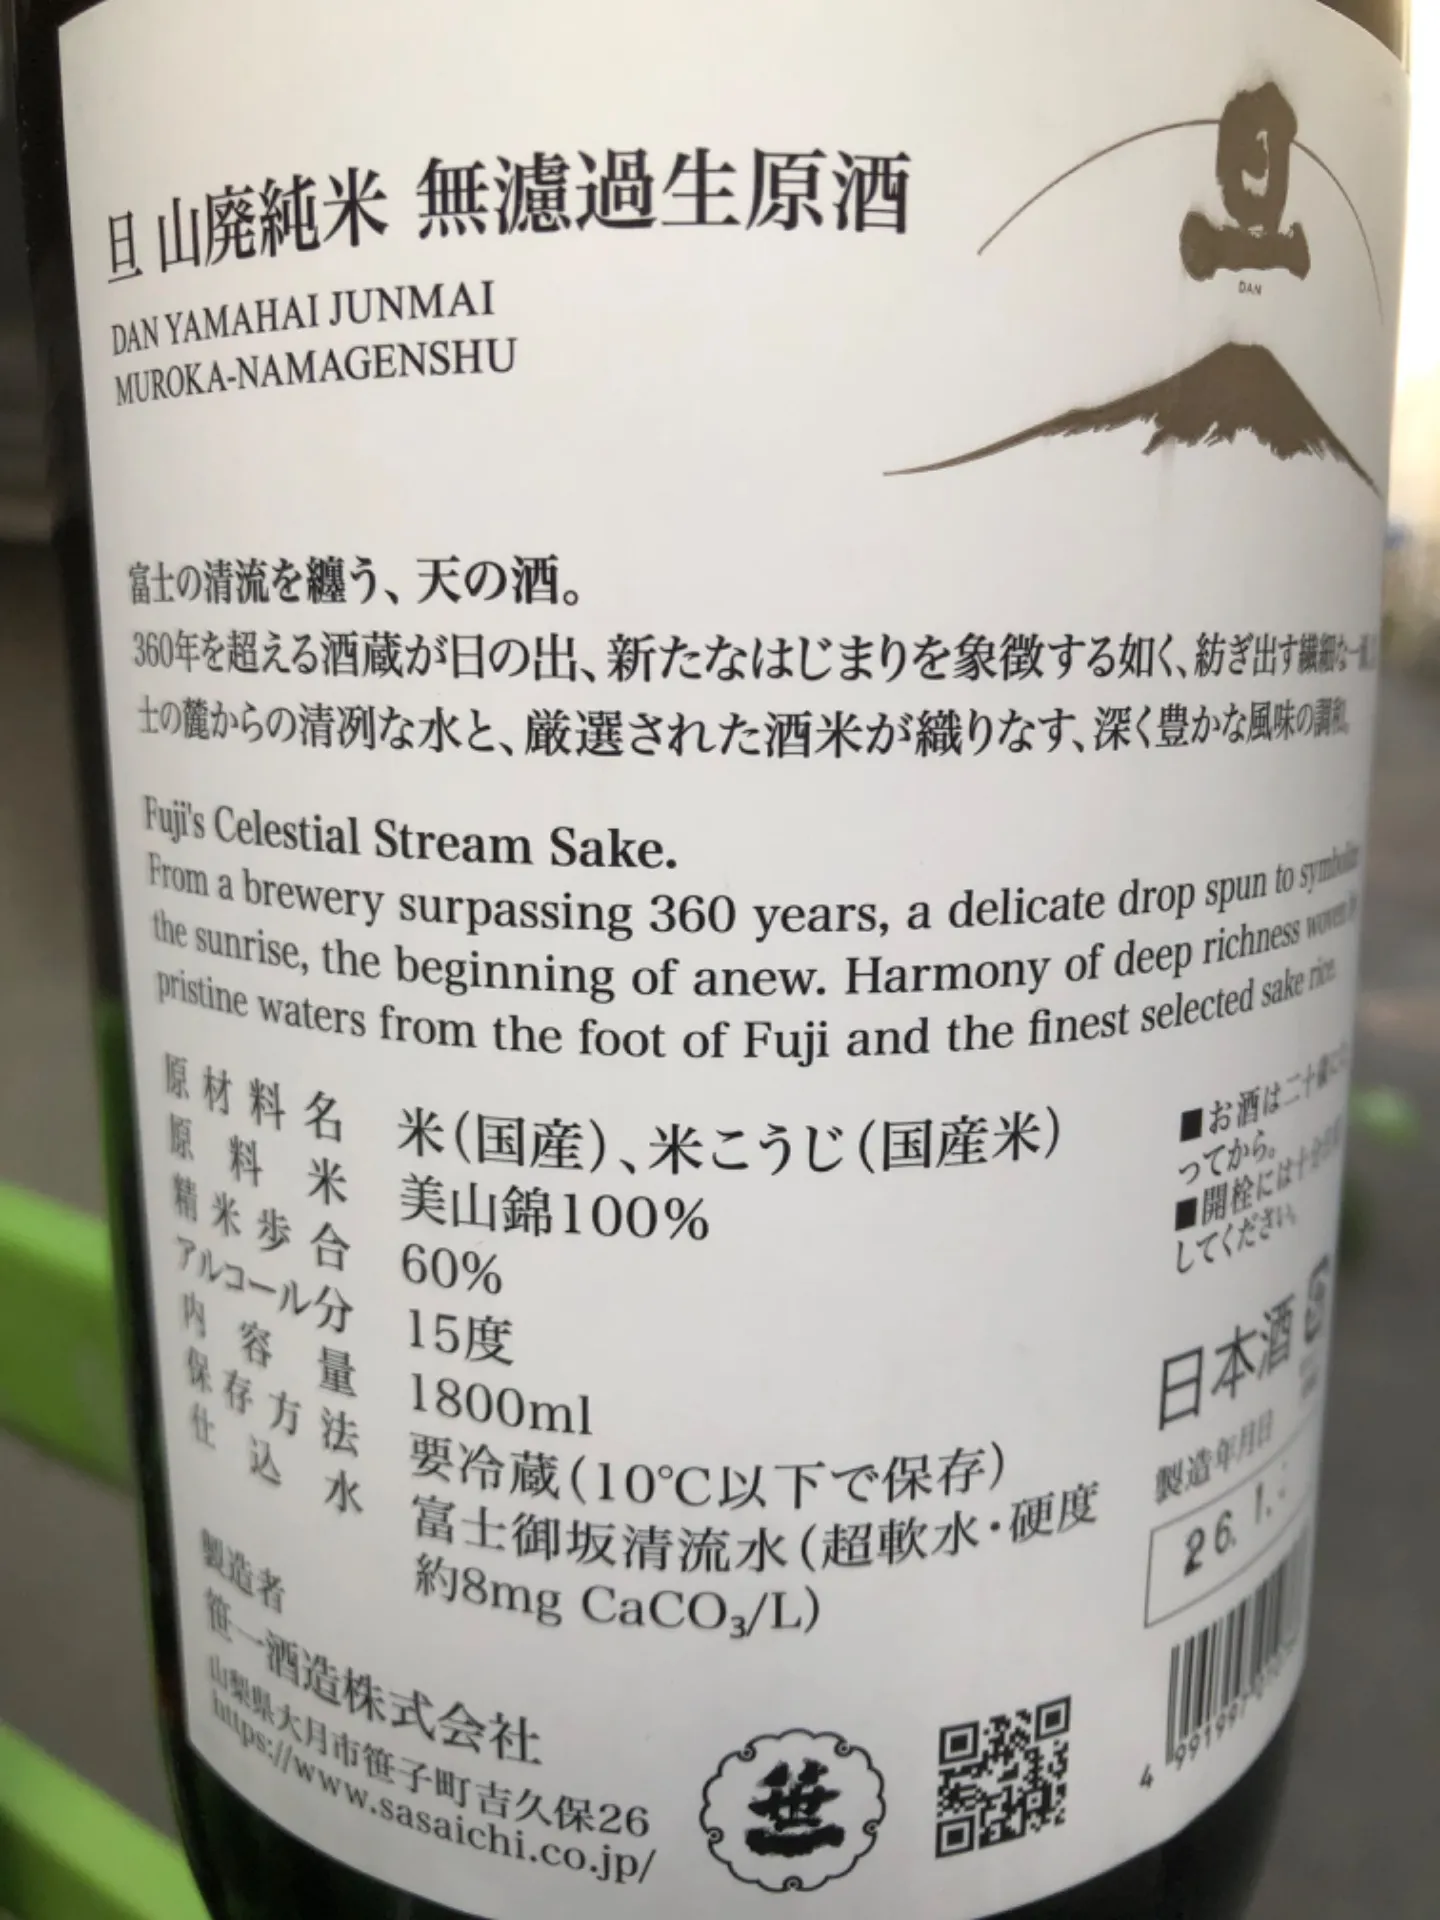 旦 山廃純米 無濾過生原酒
DAN YAMAHAI JUNMAI
MUROKA-NAMAGENSHU
旦
DAN
富士の清流を纏う、天の酒。
360年を超える酒蔵が日の出、新たなはじまりを象徴する如く、紡ぎ出す繊細な一
士の麓からの清冽な水と、厳選された酒米が織りなす、深く豊かな風味の調和。
Fuji's Celestial Stream Sake.
From a brewery surpassing 360 years, a delicate drop spun to symbolize
the sunrise, the beginning of anew. Harmony of deep richness woven by
pristine waters from the foot of Fuji and the finest selected sake rice.
原材料名 米(国産)、米こうじ(国産米)
原料米 美山錦100%
精米歩合 60%
アルコール分 15度
内容量 1800ml
保存方法 要冷蔵(10℃以下で保存)
仕込水 富士御坂清流水(超軟水・硬度
約8mg CaCO₃/L)
製造者
笹一酒造株式会社
山梨県大月市笹子町吉久保26
https://www.sasaichi.co.jp/
笹一
■お酒は二十歳にな
ってから。
■開栓には十分
してください。
日本酒
製造年月日
26.1.
4 991997